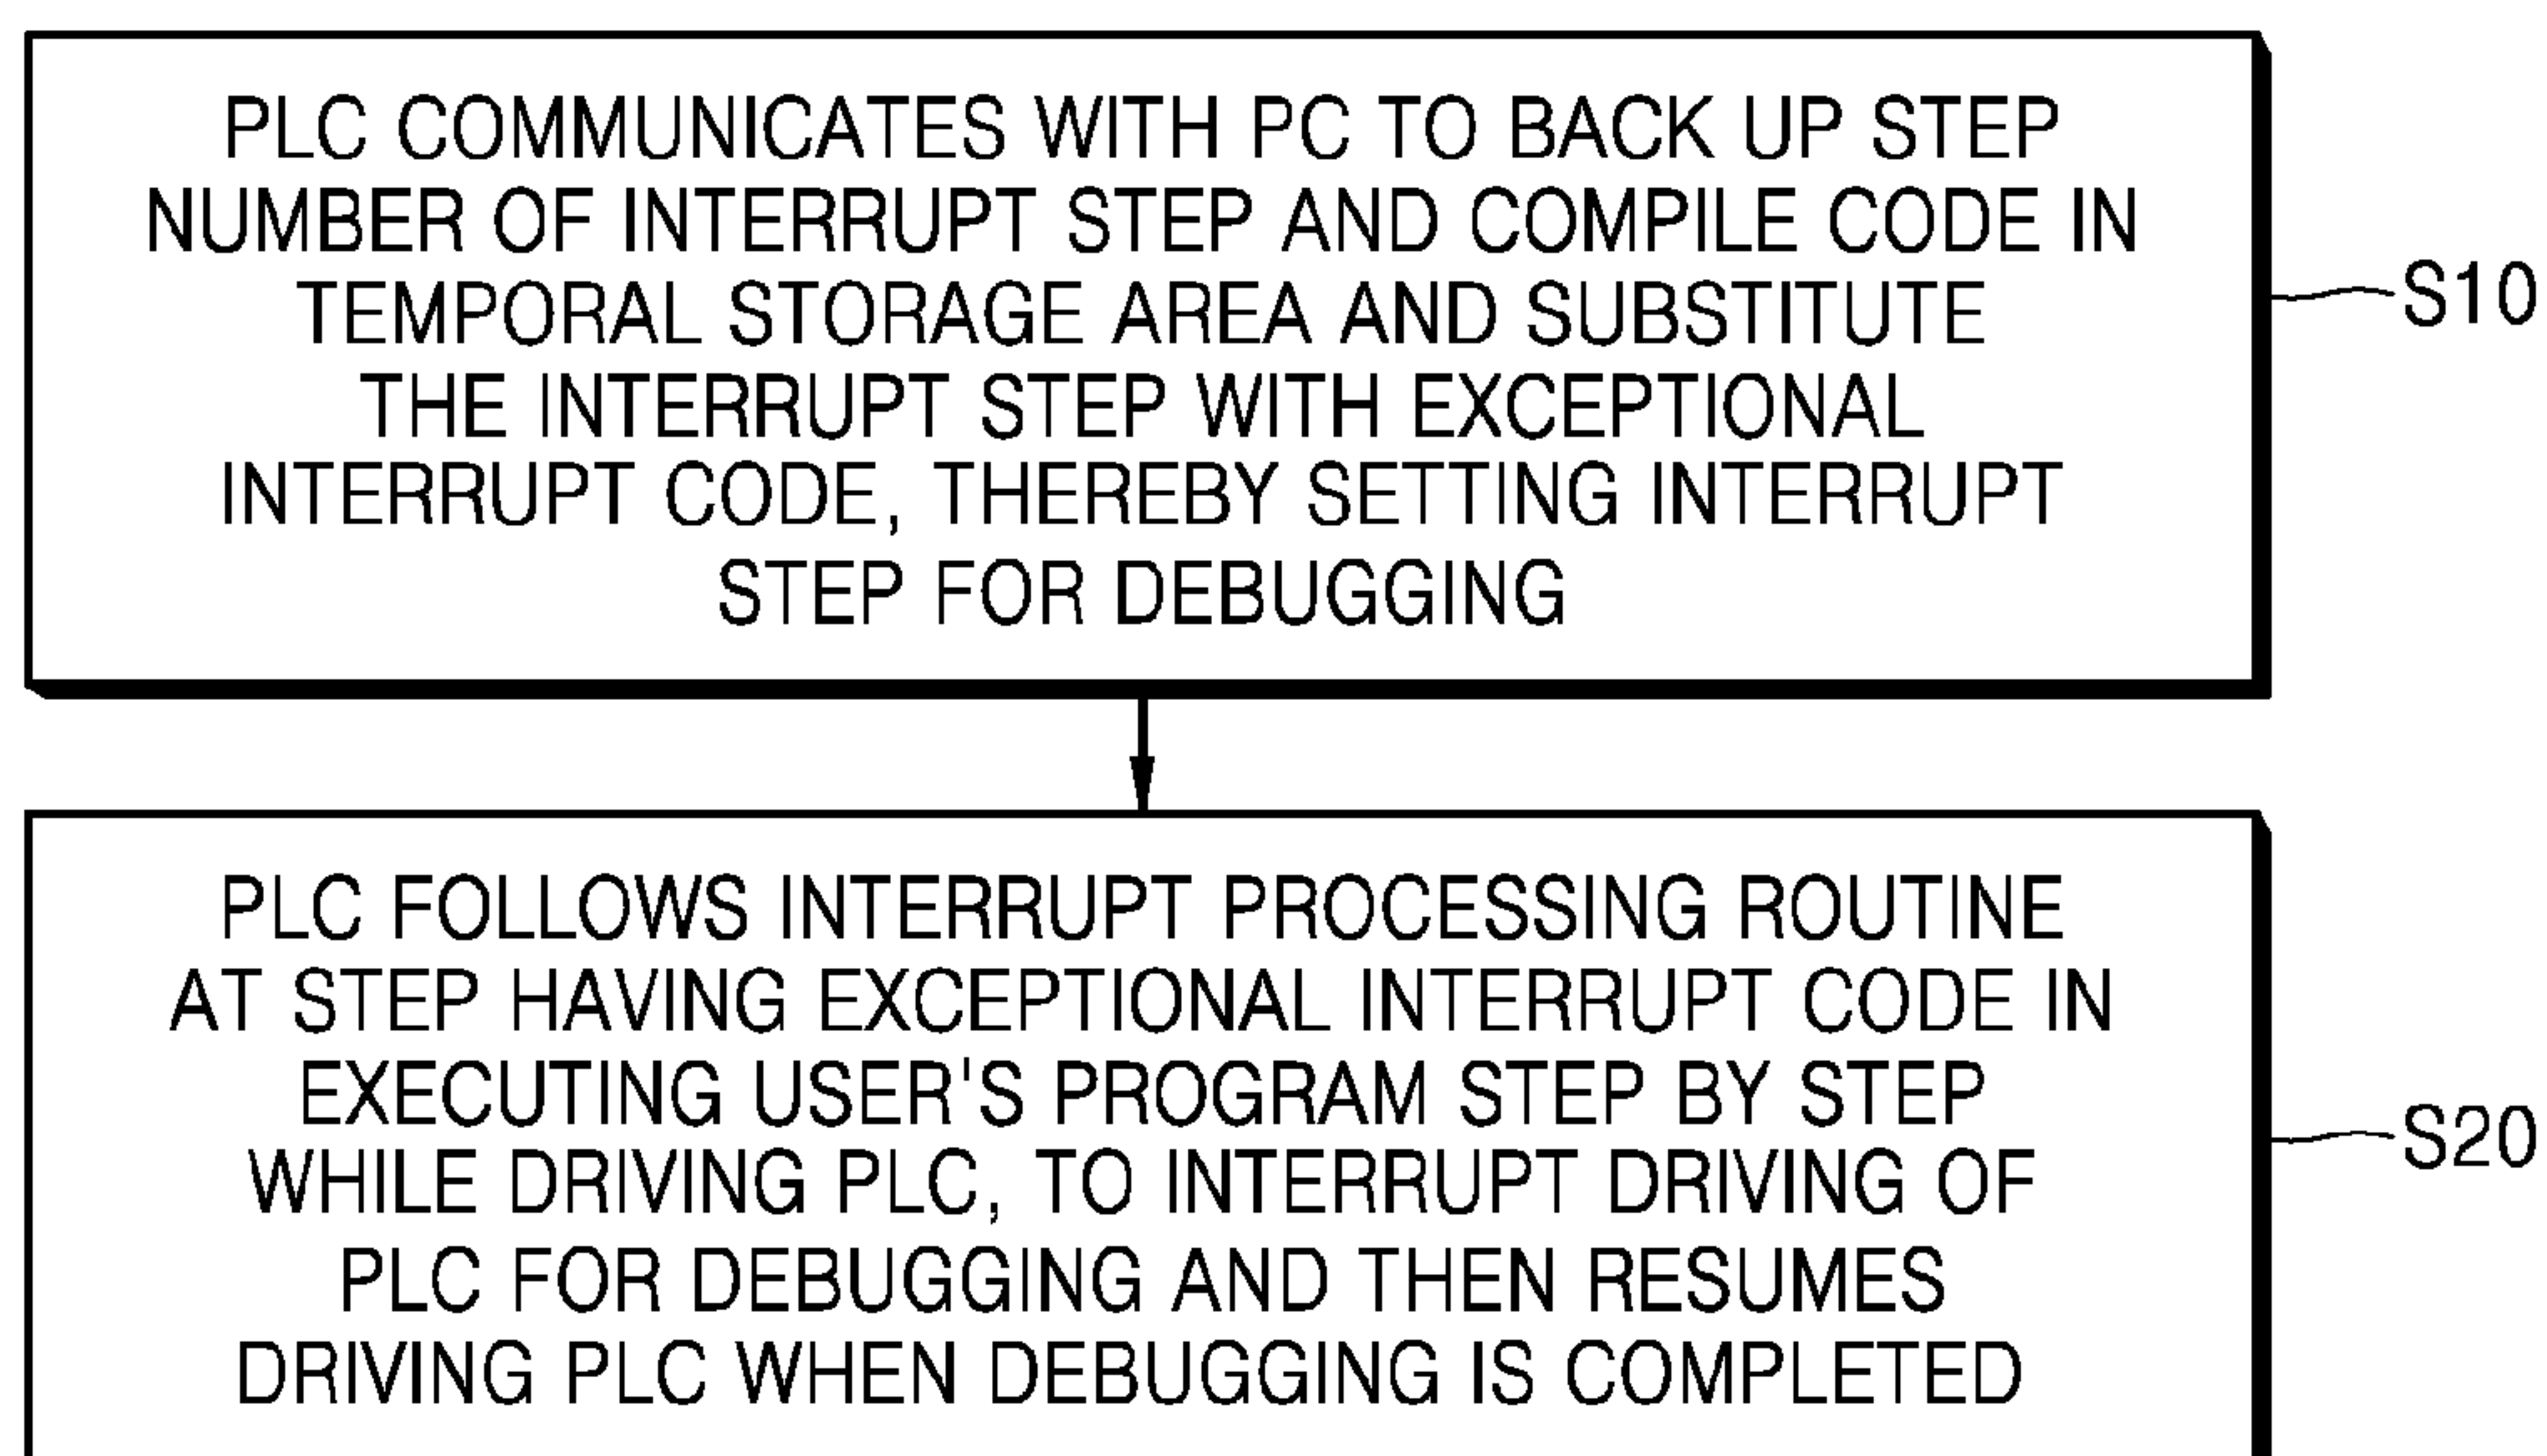 PLC COMMUNICATES WITH PC TO BACK UP STEP
NUMBER OF INTERRUPT STEP AND COMPILE CODE IN
TEMPORAL STORAGE AREA AND SUBSTITUTE
THE INTERRUPT STEP WITH EXCEPTIONAL
INTERRUPT CODE, THEREBY SETTING INTERRUPT
STEP FOR DEBUGGING
S10
PLC FOLLOWS INTERRUPT PROCESSING ROUTINE
AT STEP HAVING EXCEPTIONAL INTERRUPT CODE IN
EXECUTING USER'S PROGRAM STEP BY STEP
WHILE DRIVING PLC, TO INTERRUPT DRIVING OF
PLC FOR DEBUGGING AND THEN RESUMES
DRIVING PLC WHEN DEBUGGING IS COMPLETED
S20